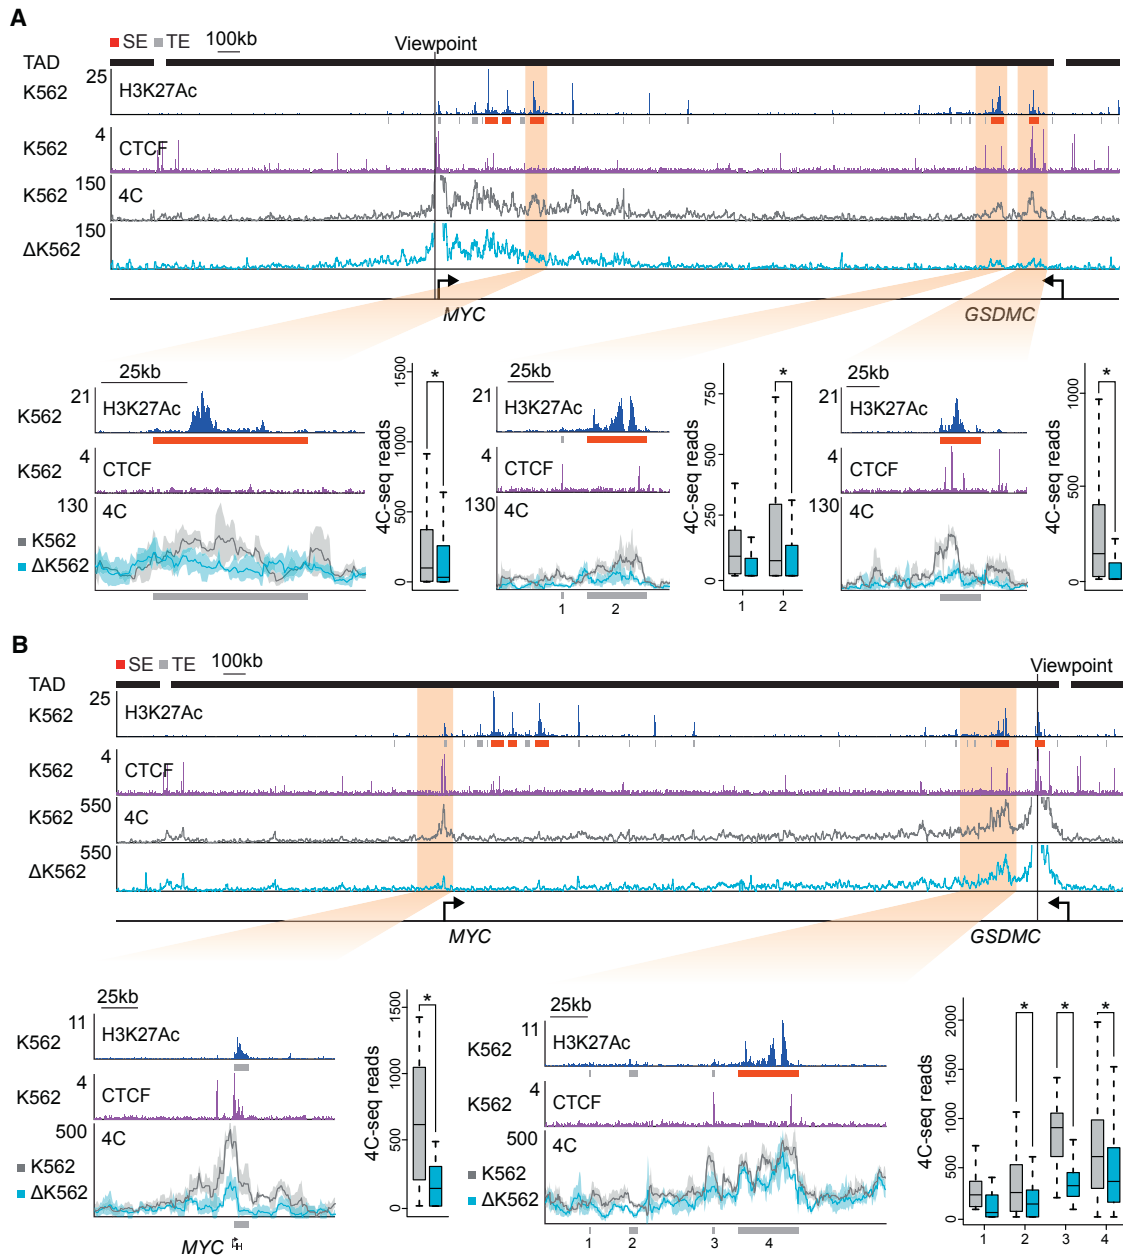 A
SE TE 100kb Viewpoint
TAD
K562 25 H3K27Ac
K562 4 CTCF
K562 150 4C
ΔK562 150
MYC GSDMC
25kb
K562 21 H3K27Ac
K562 4 CTCF
130 4C
K562
ΔK562
4C-seq reads
0 500 1000 1500
*
25kb
21 H3K27Ac
4 CTCF
130 4C
1 2
4C-seq reads
0 250 500 750
*
1 2
25kb
21 H3K27Ac
4 CTCF
130 4C
4C-seq reads
0 500 1000
*
B
SE TE 100kb Viewpoint
TAD
K562 25 H3K27Ac
K562 4 CTCF
K562 550 4C
ΔK562 550
MYC GSDMC
25kb
K562 11 H3K27Ac
K562 4 CTCF
500 4C
K562
ΔK562
MYC
4C-seq reads
0 500 1000 1500
*
25kb
K562 11 H3K27Ac
K562 4 CTCF
500 4C
K562
ΔK562
1 2 3 4
4C-seq reads
0 500 1000 1500 2000
* * *
1 2 3 4